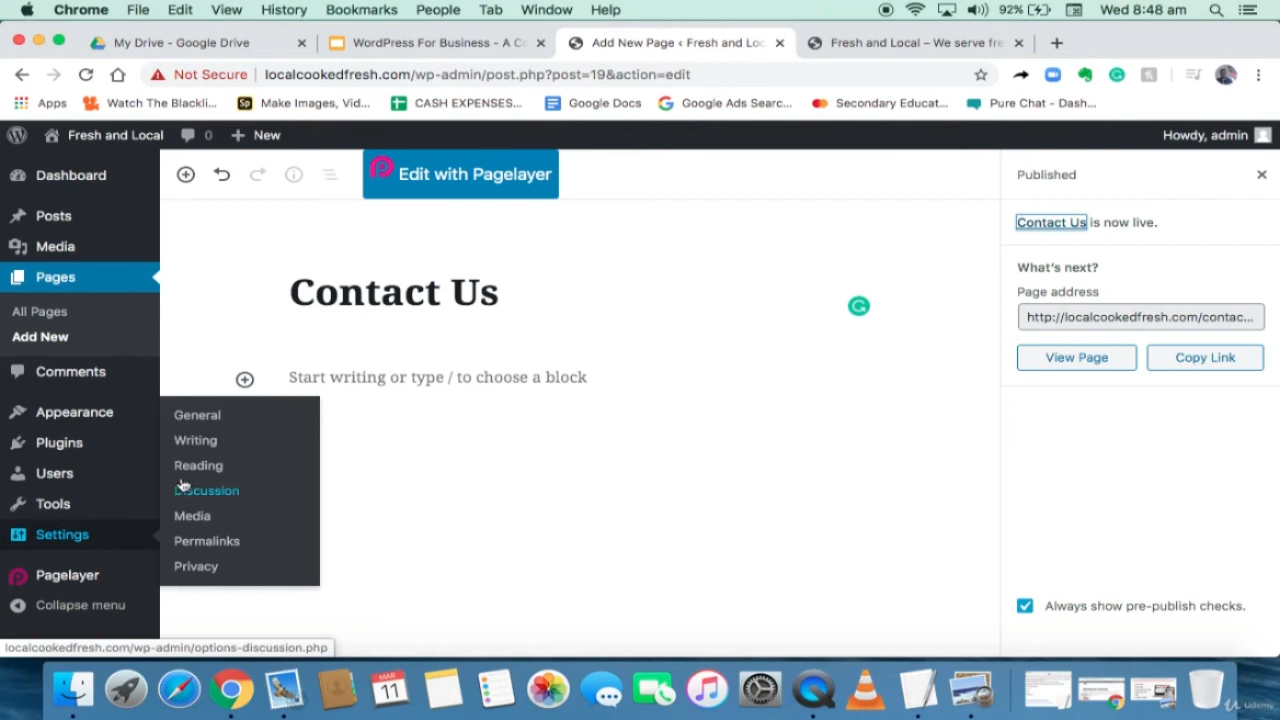 Chrome File Edit View History Bookmarks People Tab Window Help 92% Wed 8:48 am
My Drive - Google Drive WordPress For Business - A Co Add New Page ‹ Fresh and Loc Fresh and Local – We serve fre
Not Secure localcookedfresh.com/wp-admin/post.php?post=19&action=edit
Apps Watch The Blackli... Sp Make Images, Vid... CASH EXPENSES... Google Docs Google Ads Searc... Secondary Educat... Pure Chat - Dash...
Fresh and Local 0 New Howdy, admin
Dashboard
Posts
Media
Pages
All Pages
Add New
Comments
Appearance
Plugins
Users
Tools
Settings
Pagelayer
Collapse menu
General
Writing
Reading
Discussion
Media
Permalinks
Privacy
Edit with Pagelayer
Contact Us
Start writing or type / to choose a block
Published
Contact Us is now live.
What's next?
Page address
http://localcookedfresh.com/contac...
View Page Copy Link
Always show pre-publish checks.
localcookedfresh.com/wp-admin/options-discussion.php
MAR
11
Udemy